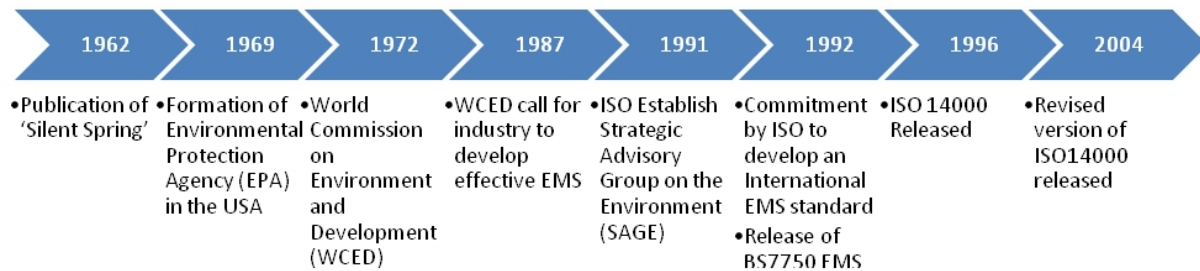 1962
1969
1972
1987
1991
1992
1996
2004
•Publication of
‘Silent Spring’
•Formation of
Environmental
Protection
Agency (EPA)
in the USA
•World
Commission
on
Environment
and
Development
(WCED)
•WCED call for
industry to
develop
effective EMS
•ISO Establish
Strategic
Advisory
Group on the
Environment
(SAGE)
•Commitment
by ISO to
develop an
International
EMS standard
•Release of
BS7750 EMS
•ISO 14000
Released
•Revised
version of
ISO14000
released